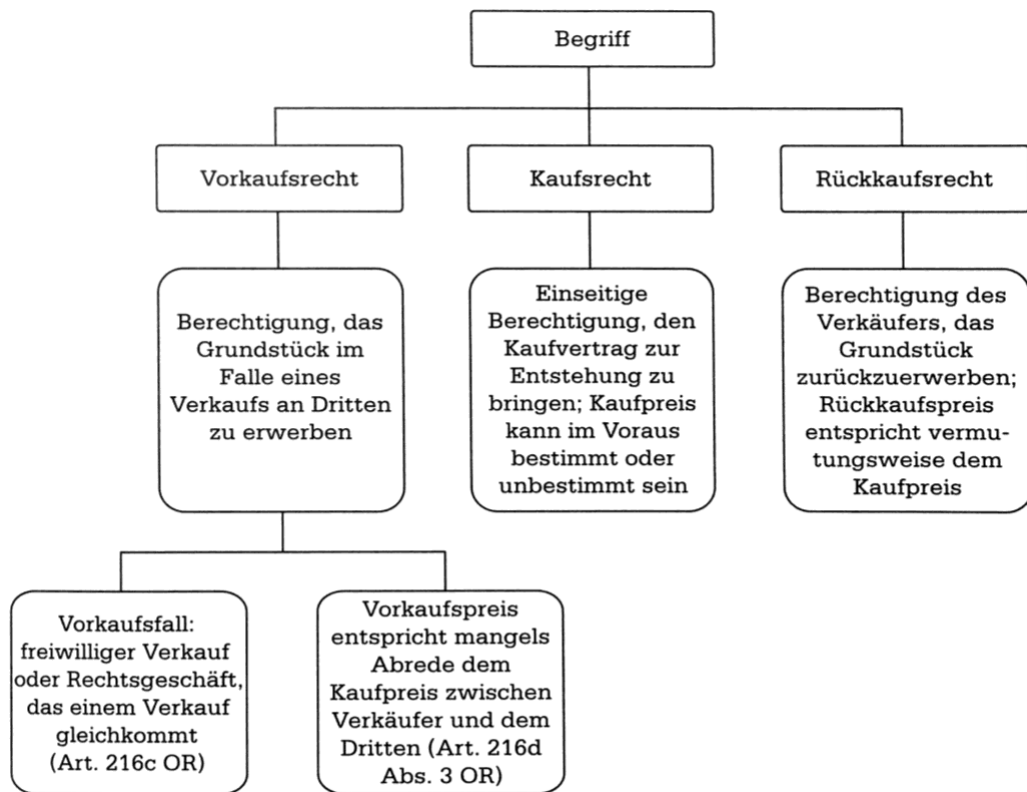 Begriff
Vorkaufsrecht
Kaufsrecht
Rückkaufsrecht
Berechtigung, das
Grundstück im
Falle eines
Verkaufs an Dritten
zu erwerben
Einseitige
Berechtigung, den
Kaufvertrag zur
Entstehung zu
bringen; Kaufpreis
kann im Voraus
bestimmt oder
unbestimmt sein
Berechtigung des
Verkäufers, das
Grundstück
zurückzuerwerben;
Rückkaufspreis
entspricht vermu-
tungsweise dem
Kaufpreis
Vorkaufsfall:
freiwilliger Verkauf
oder Rechtsgeschäft,
das einem Verkauf
gleichkommt
(Art. 216c OR)
Vorkaufspreis
entspricht mangels
Abrede dem
Kaufpreis zwischen
Verkäufer und dem
Dritten (Art. 216d
Abs. 3 OR)